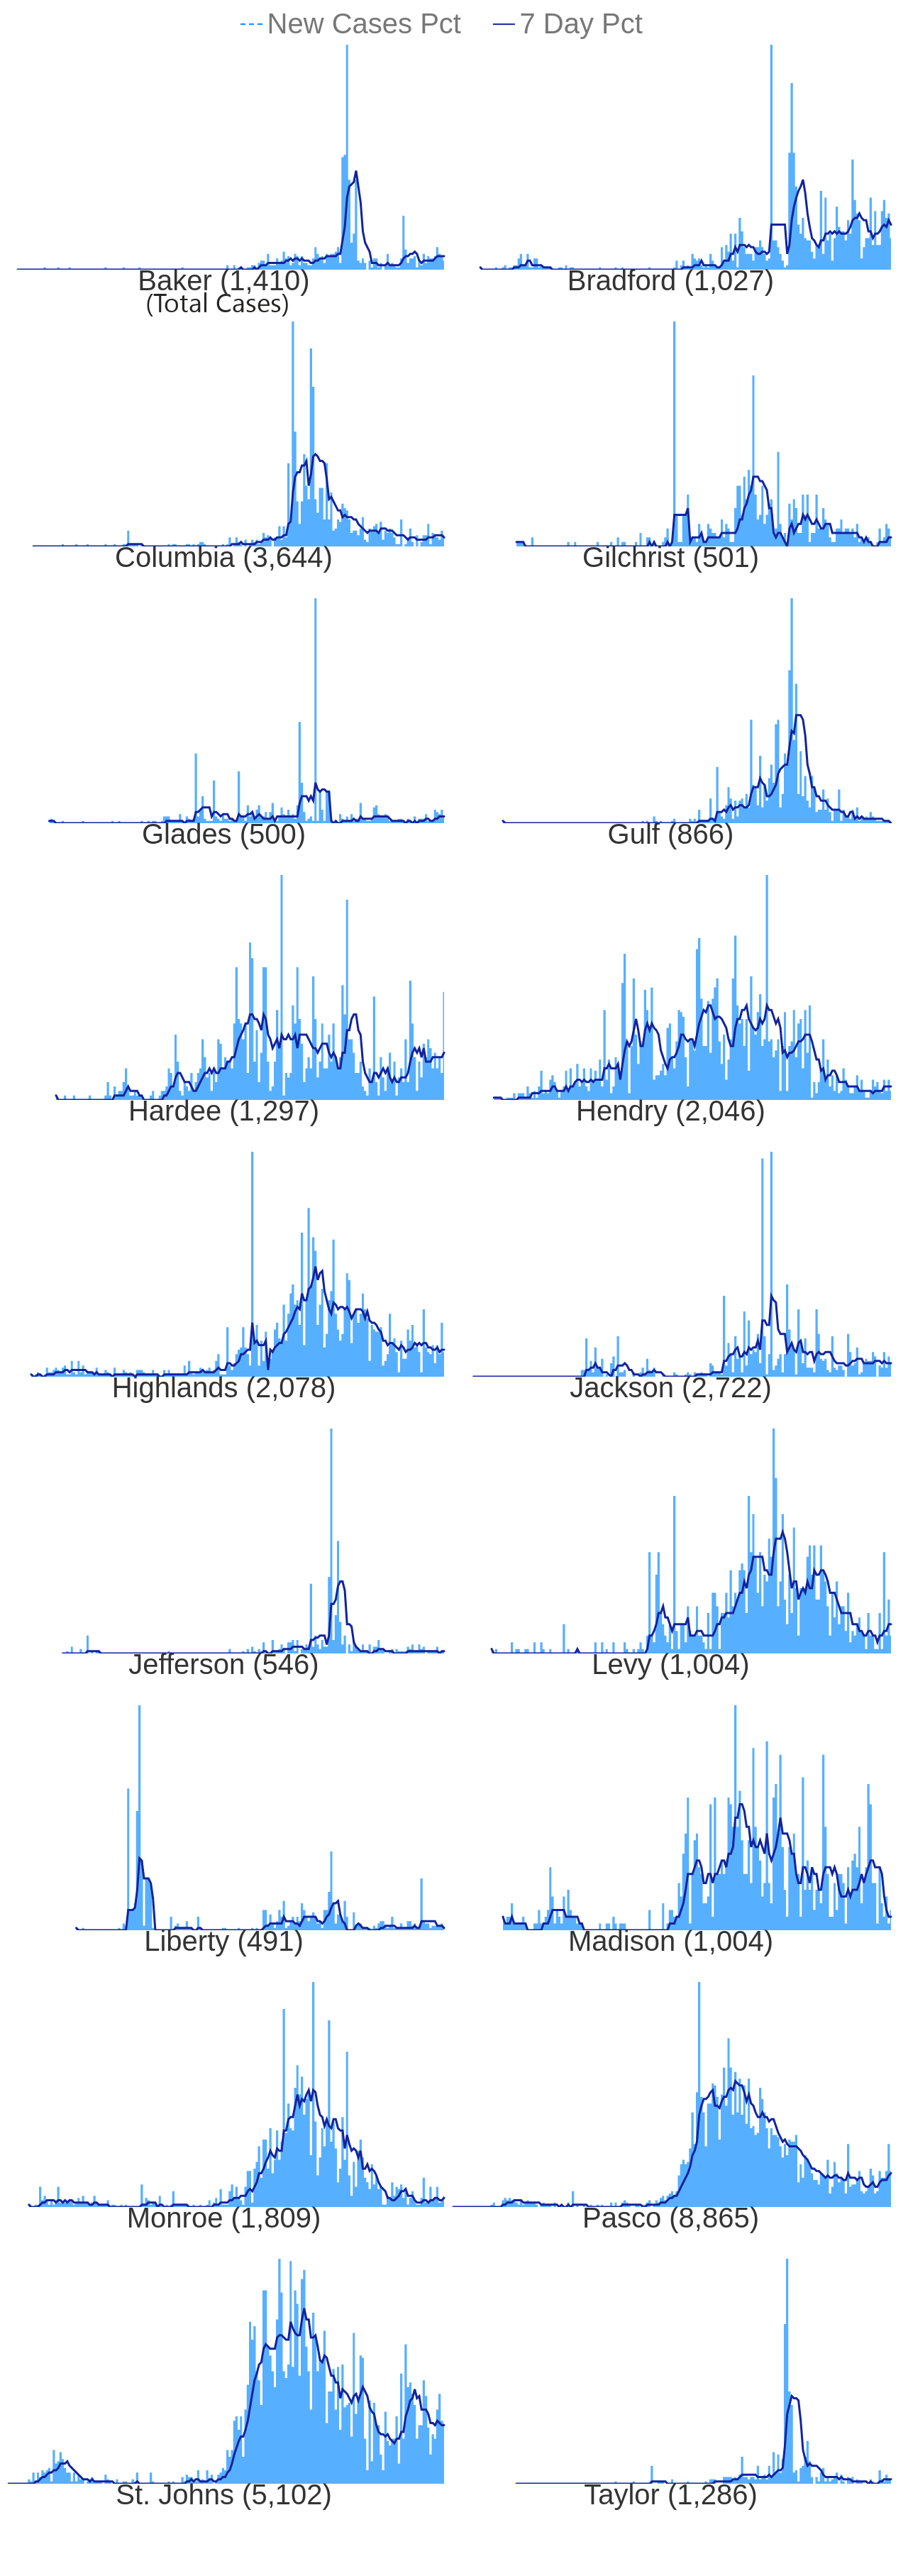 New Cases Pct 7 Day Pct
Baker (1,410) Bradford (1,027)
(Total Cases)
Columbia (3,644) Gilchrist (501)
Glades (500) Gulf (866)
Hardee (1,297) Hendry (2,046)
Highlands (2,078) Jackson (2,722)
Jefferson (546) Levy (1,004)
Liberty (491) Madison (1,004)
Monroe (1,809) Pasco (8,865)
St. Johns (5,102) Taylor (1,286)